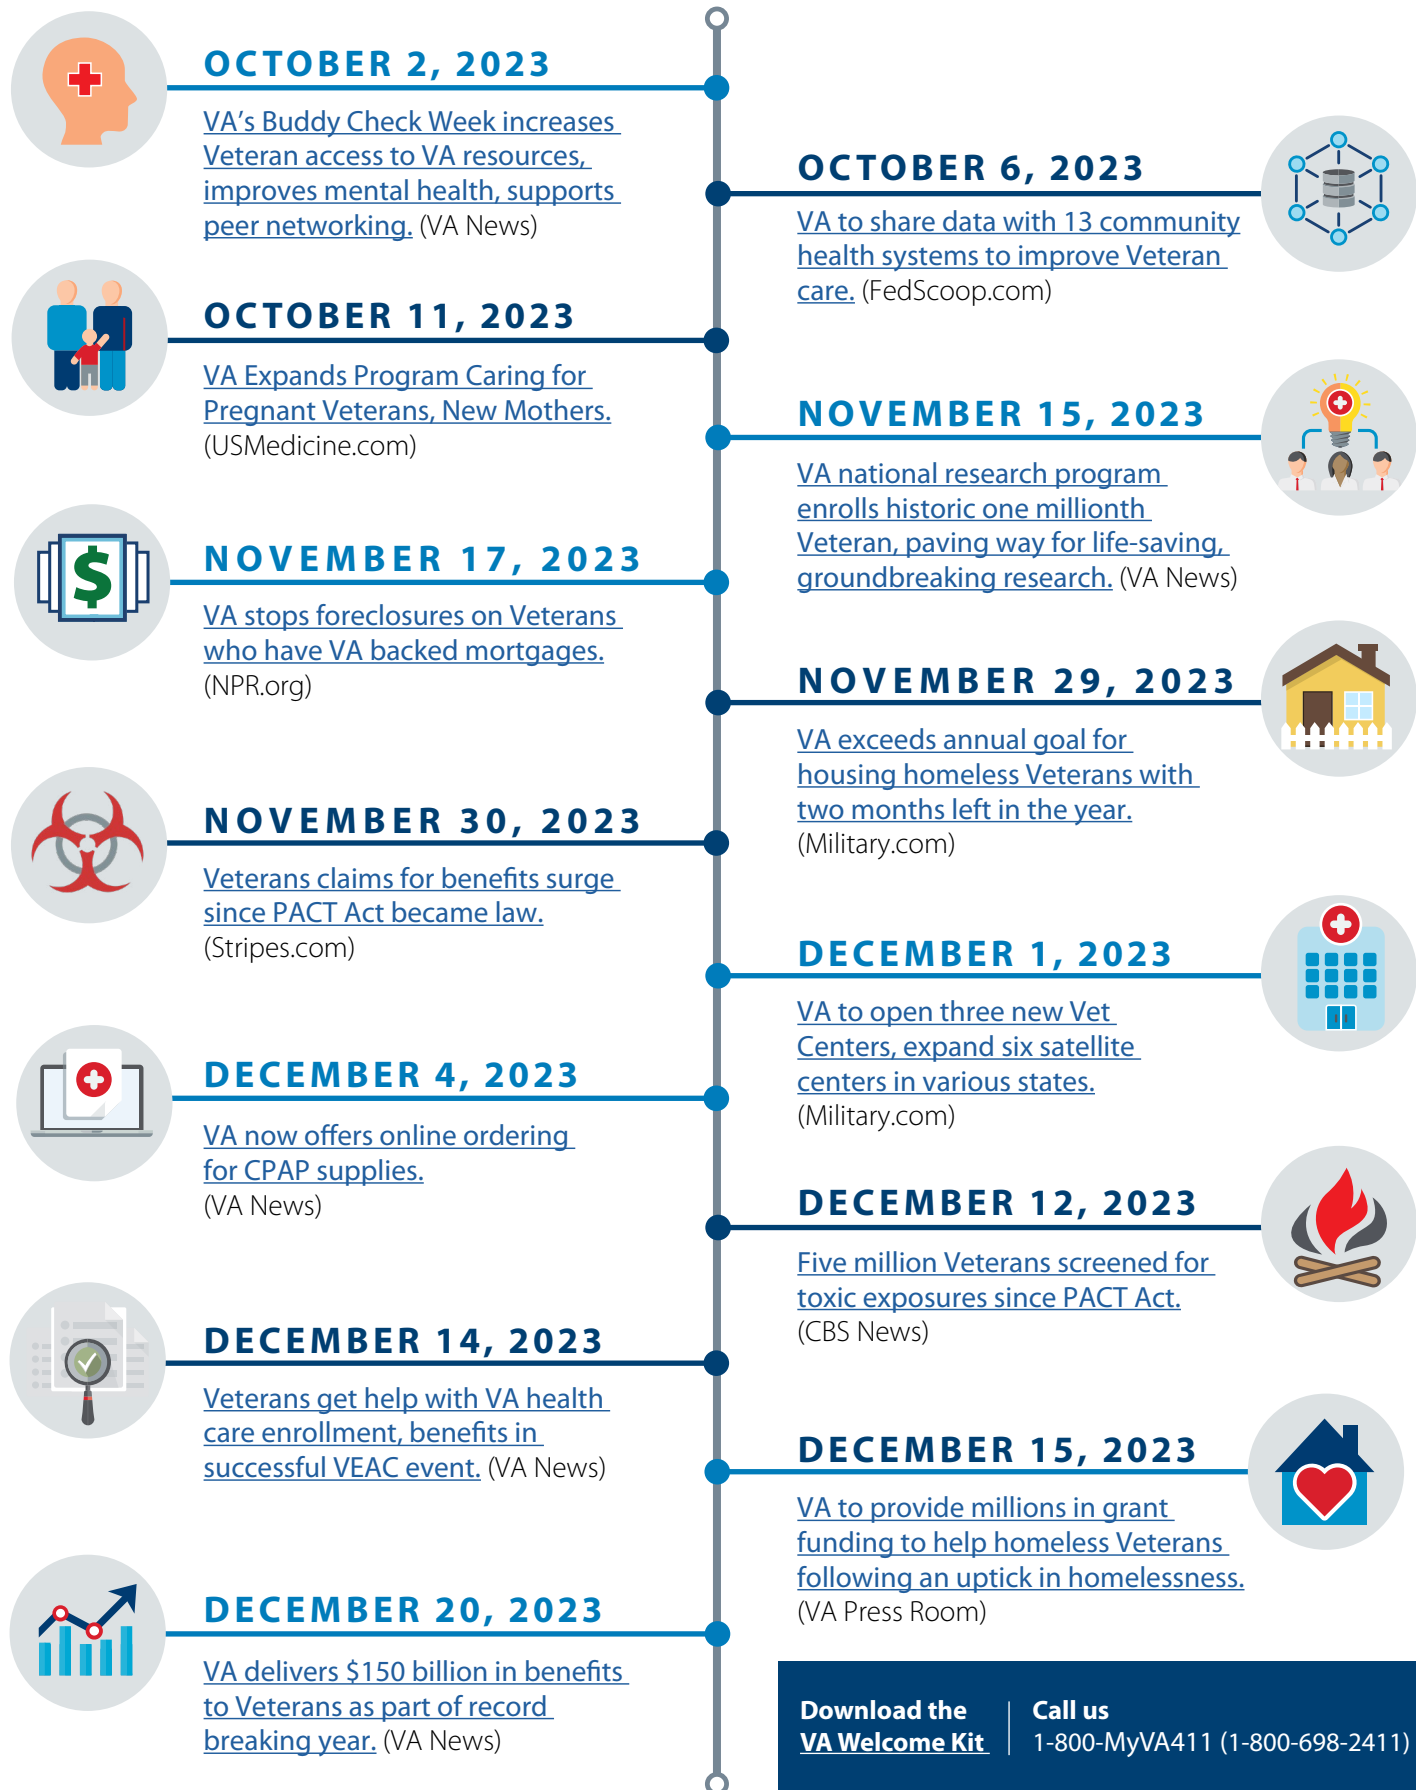 OCTOBER 2, 2023
VA's Buddy Check Week increases
Veteran access to VA resources,
improves mental health, supports
peer networking. (VA News)
OCTOBER 6, 2023
VA to share data with 13 community
health systems to improve Veteran
care. (FedScoop.com)
OCTOBER 11, 2023
VA Expands Program Caring for
Pregnant Veterans, New Mothers.
(USMedicine.com)
NOVEMBER 15, 2023
VA national research program
enrolls historic one millionth
Veteran, paving way for life-saving,
groundbreaking research. (VA News)
NOVEMBER 17, 2023
VA stops foreclosures on Veterans
who have VA backed mortgages.
(NPR.org)
NOVEMBER 29, 2023
VA exceeds annual goal for
housing homeless Veterans with
two months left in the year.
(Military.com)
NOVEMBER 30, 2023
Veterans claims for benefits surge
since PACT Act became law.
(Stripes.com)
DECEMBER 1, 2023
VA to open three new Vet
Centers, expand six satellite
centers in various states.
(Military.com)
DECEMBER 4, 2023
VA now offers online ordering
for CPAP supplies.
(VA News)
DECEMBER 12, 2023
Five million Veterans screened for
toxic exposures since PACT Act.
(CBS News)
DECEMBER 14, 2023
Veterans get help with VA health
care enrollment, benefits in
successful VEAC event. (VA News)
DECEMBER 15, 2023
VA to provide millions in grant
funding to help homeless Veterans
following an uptick in homelessness.
(VA Press Room)
DECEMBER 20, 2023
VA delivers $150 billion in benefits
to Veterans as part of record
breaking year. (VA News)
Download the
VA Welcome Kit
Call us
1-800-MyVA411 (1-800-698-2411)
$